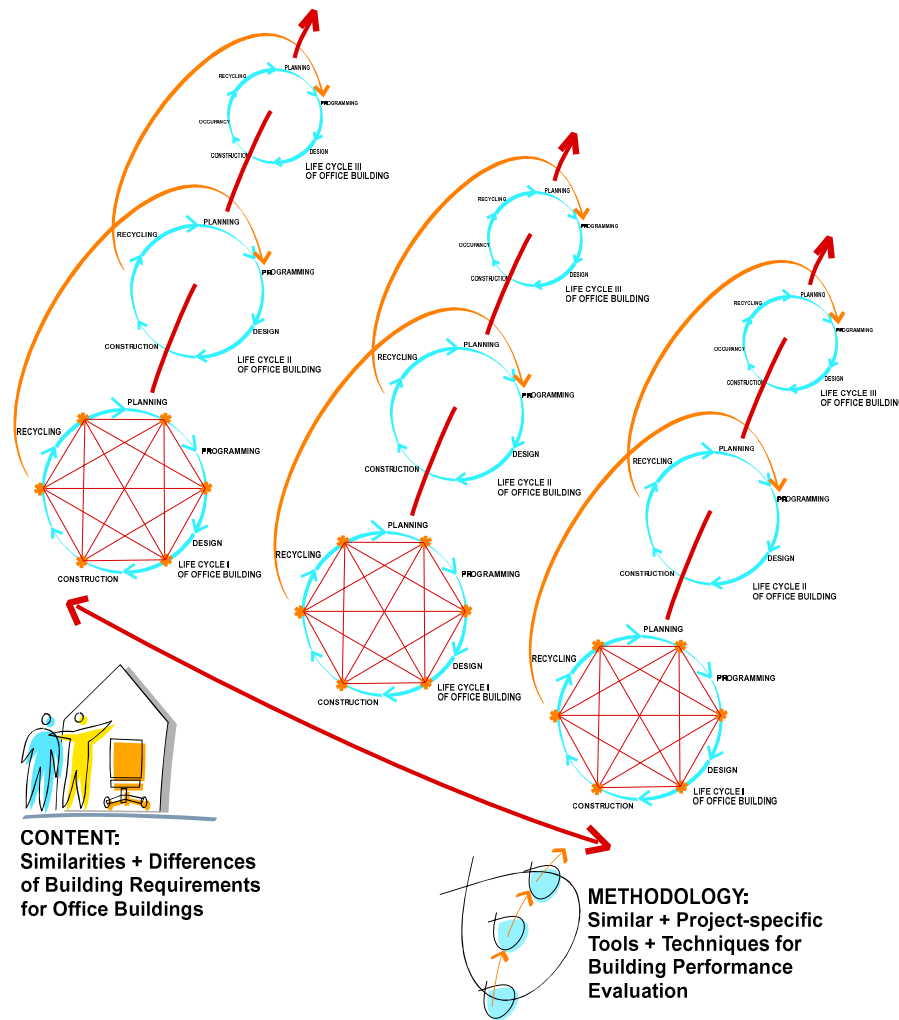 PLANNING
RECYCLING
PROGRAMMING
OCCUPANCY
DESIGN
CONSTRUCTION
LIFE CYCLE III
OF OFFICE BUILDING
PLANNING
RECYCLING
PROGRAMMING
DESIGN
CONSTRUCTION
LIFE CYCLE II
OF OFFICE BUILDING
PLANNING
RECYCLING
PROGRAMMING
DESIGN
CONSTRUCTION
LIFE CYCLE I
OF OFFICE BUILDING
PLANNING
RECYCLING
PROGRAMMING
OCCUPANCY
DESIGN
CONSTRUCTION
LIFE CYCLE III
OF OFFICE BUILDING
PLANNING
RECYCLING
PROGRAMMING
DESIGN
CONSTRUCTION
LIFE CYCLE II
OF OFFICE BUILDING
PLANNING
RECYCLING
PROGRAMMING
DESIGN
CONSTRUCTION
LIFE CYCLE I
OF OFFICE BUILDING
PLANNING
RECYCLING
PROGRAMMING
OCCUPANCY
DESIGN
CONSTRUCTION
LIFE CYCLE III
OF OFFICE BUILDING
PLANNING
RECYCLING
PROGRAMMING
DESIGN
CONSTRUCTION
LIFE CYCLE II
OF OFFICE BUILDING
PLANNING
RECYCLING
PROGRAMMING
DESIGN
CONSTRUCTION
LIFE CYCLE I
OF OFFICE BUILDING
CONTENT:
Similarities + Differences
of Building Requirements
for Office Buildings
METHODOLOGY:
Similar + Project-specific
Tools + Techniques for
Building Performance
Evaluation